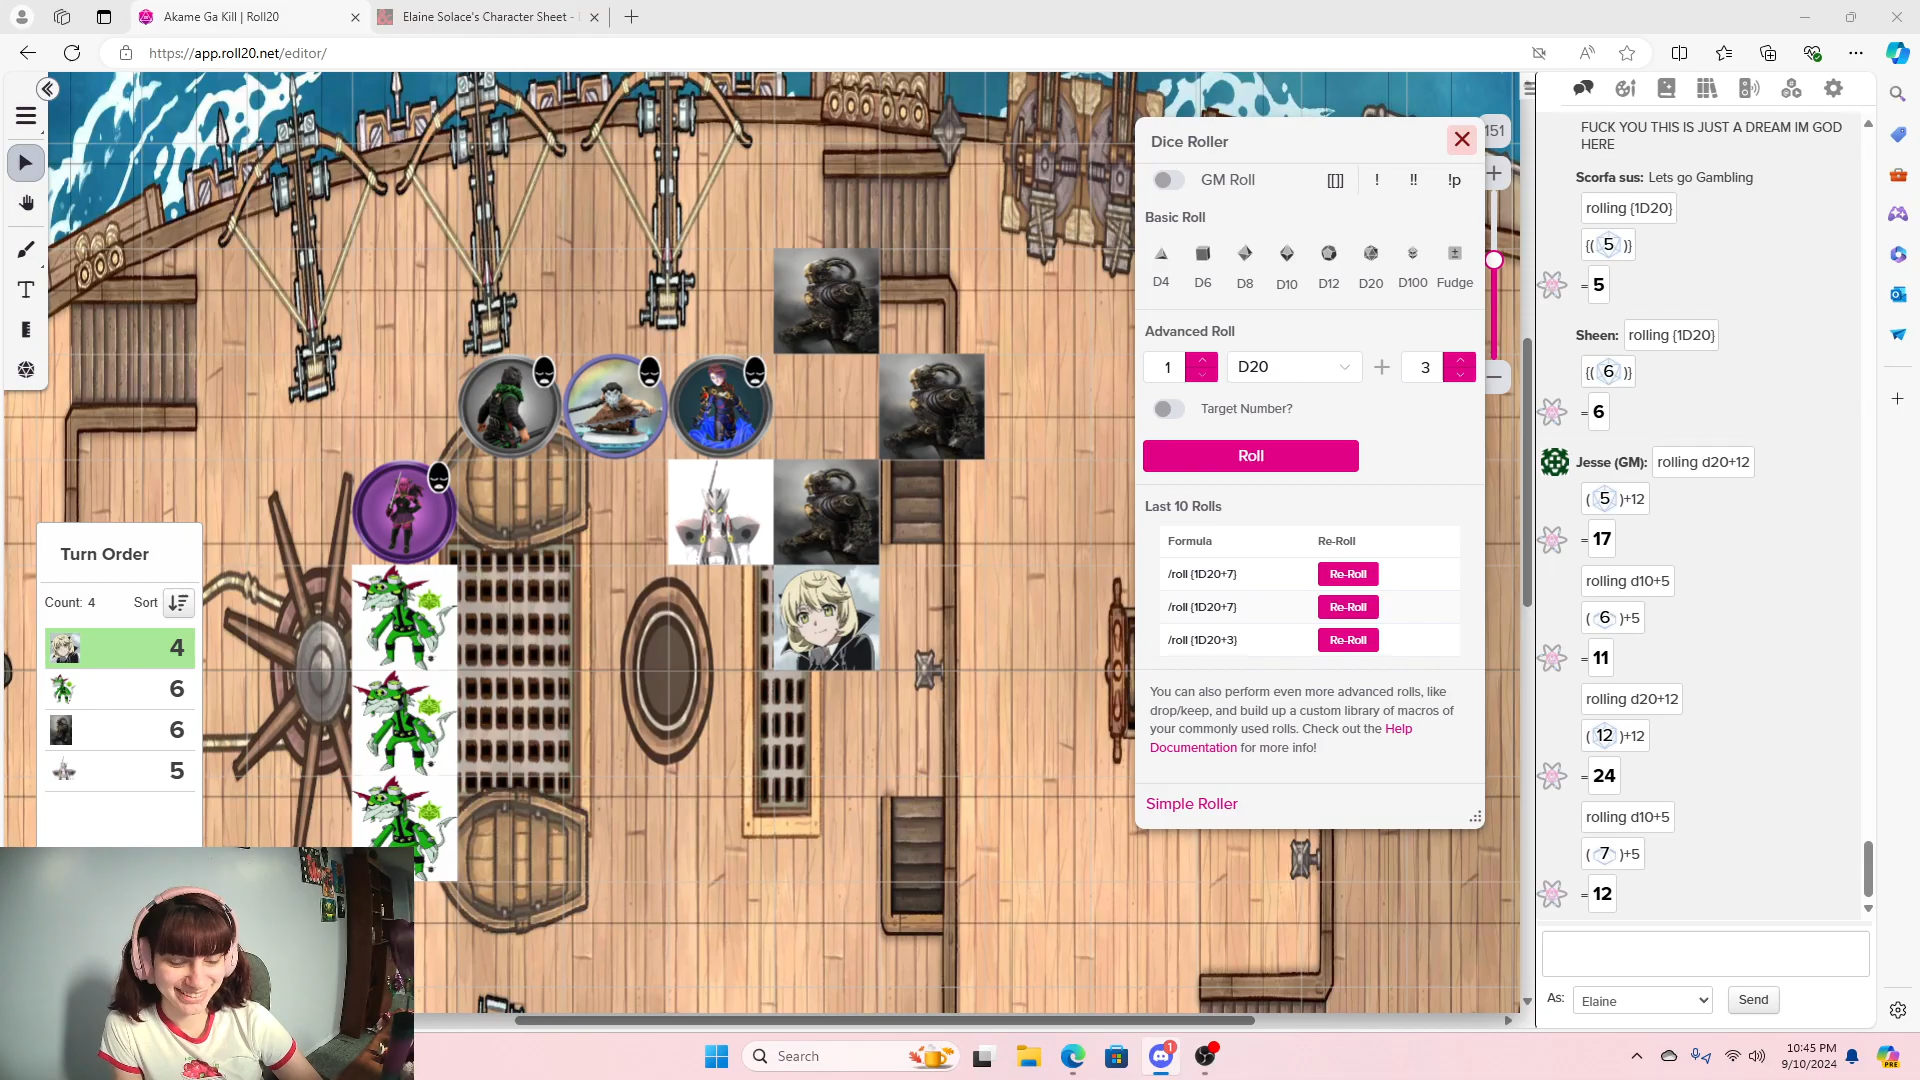 Akame Ga Kill | Roll20
Elaine Solace's Character Sheet -
https://app.roll20.net/editor/
151
Dice Roller
GM Roll
[[]]
!
!!
!p
Basic Roll
D4
D6
D8
D10
D12
D20
D100
Fudge
Advanced Roll
1
D20
3
Target Number?
Roll
Last 10 Rolls
Formula
Re-Roll
/roll {1D20+7}
Re-Roll
/roll {1D20+7}
Re-Roll
/roll {1D20+3}
Re-Roll
You can also perform even more advanced rolls, like
drop/keep, and build up a custom library of macros of
your commonly used rolls. Check out the Help
Documentation for more info!
Simple Roller
Turn Order
Count: 4
Sort
4
6
6
5
FUCK YOU THIS IS JUST A DREAM IM GOD
HERE
Scorfa sus: Lets go Gambling
rolling {1D20}
{(5)}
=5
Sheen: rolling {1D20}
{(6)}
=6
Jesse (GM): rolling d20+12
(5)+12
=17
rolling d10+5
(6)+5
=11
rolling d20+12
(12)+12
=24
rolling d10+5
(7)+5
=12
As:
Elaine
Send
Search
1
10:45 PM
9/10/2024
PRE